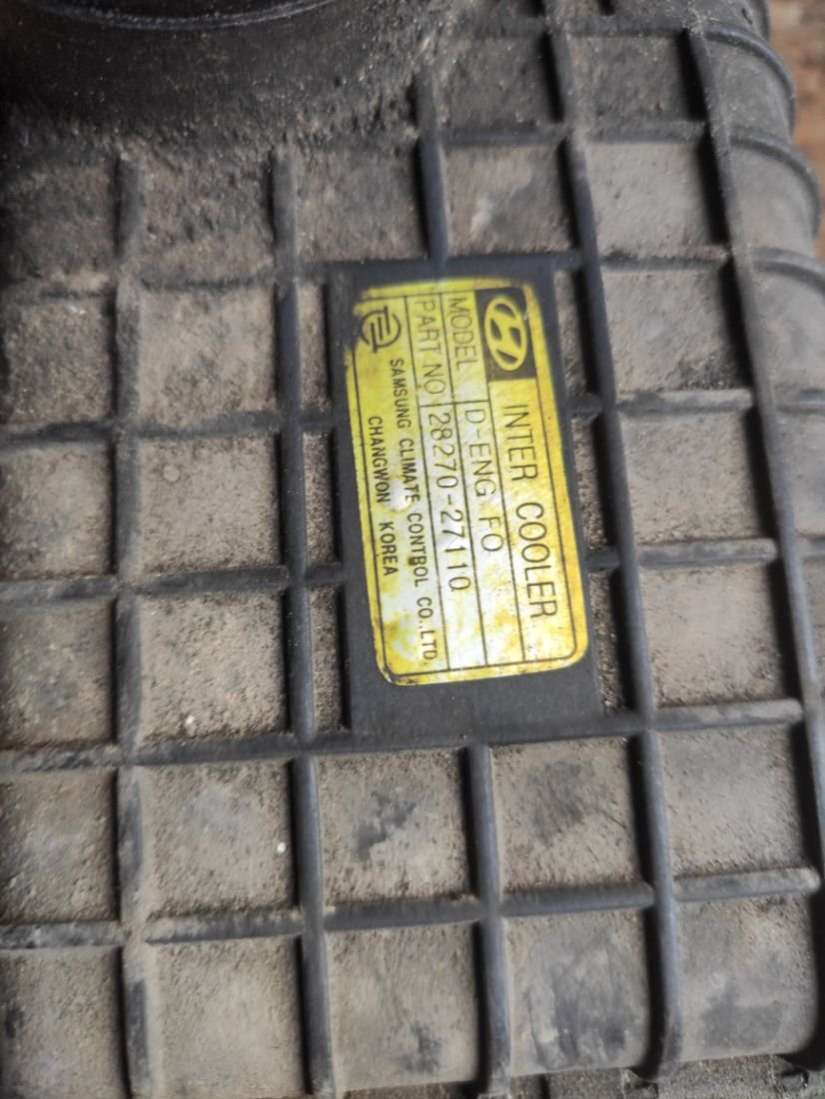 INTER COOLER
MODEL D-ENG FO
PART NO 28270-27110
SAMSUNG CLIMATE CONTROL CO.,LTD.
CHANGWON KOREA